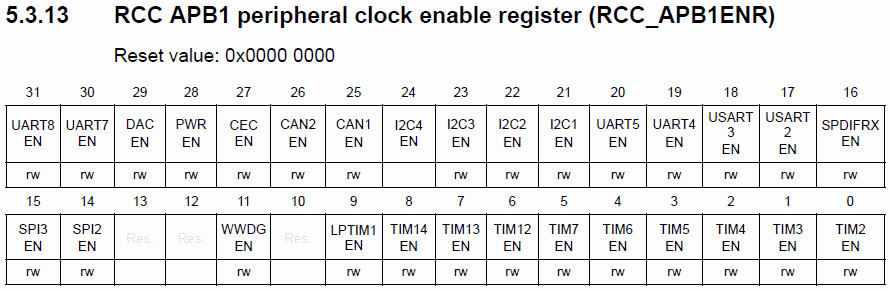 5.3.13 RCC APB1 peripheral clock enable register (RCC_APB1ENR)
Reset value: 0x0000 0000
31 30 29 28 27 26 25 24 23 22 21 20 19 18 17 16
UART8 EN UART7 EN DAC EN PWR EN CEC EN CAN2 EN CAN1 EN I2C4 EN I2C3 EN I2C2 EN I2C1 EN UART5 EN UART4 EN USART 3 EN USART 2 EN SPDIFRX EN
rw rw rw rw rw rw rw rw rw rw rw rw rw rw rw
15 14 13 12 11 10 9 8 7 6 5 4 3 2 1 0
SPI3 EN SPI2 EN Res. Res. WWDG EN Res. LPTIM1 EN TIM14 EN TIM13 EN TIM12 EN TIM7 EN TIM6 EN TIM5 EN TIM4 EN TIM3 EN TIM2 EN
rw rw rw rw rw rw rw rw rw rw rw rw rw